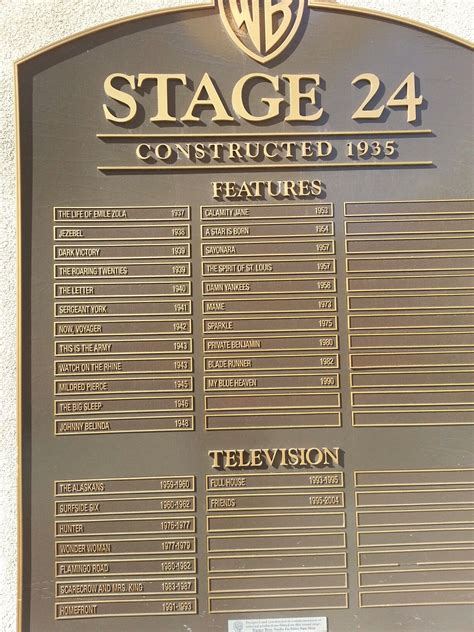 WB
STAGE 24
CONSTRUCTED 1935
FEATURES
THE LIFE OF EMILE ZOLA 1937
JEZEBEL 1938
DARK VICTORY 1939
THE ROARING TWENTIES 1939
THE LETTER 1940
SERGEANT YORK 1941
NOW, VOYAGER 1942
THIS IS THE ARMY 1943
WATCH ON THE RHINE 1943
MILDRED PIERCE 1945
THE BIG SLEEP 1946
JOHNNY BELINDA 1948
CALAMITY JANE 1953
A STAR IS BORN 1954
SAYONARA 1957
THE SPIRIT OF ST. LOUIS 1957
DAMN YANKEES 1958
MAME 1973
SPARKLE 1975
PRIVATE BENJAMIN 1980
BLADE RUNNER 1982
MY BLUE HEAVEN 1990
TELEVISION
THE ALASKANS 1959-1960
SURFSIDE SIX 1960-1962
HUNTER 1976-1977
WONDER WOMAN 1977-1979
FLAMINGO ROAD 1980-1982
SCARECROW AND MRS. KING 1983-1987
HOMEFRONT 1991-1993
FULL HOUSE 1993-1995
FRIENDS 1995-2004